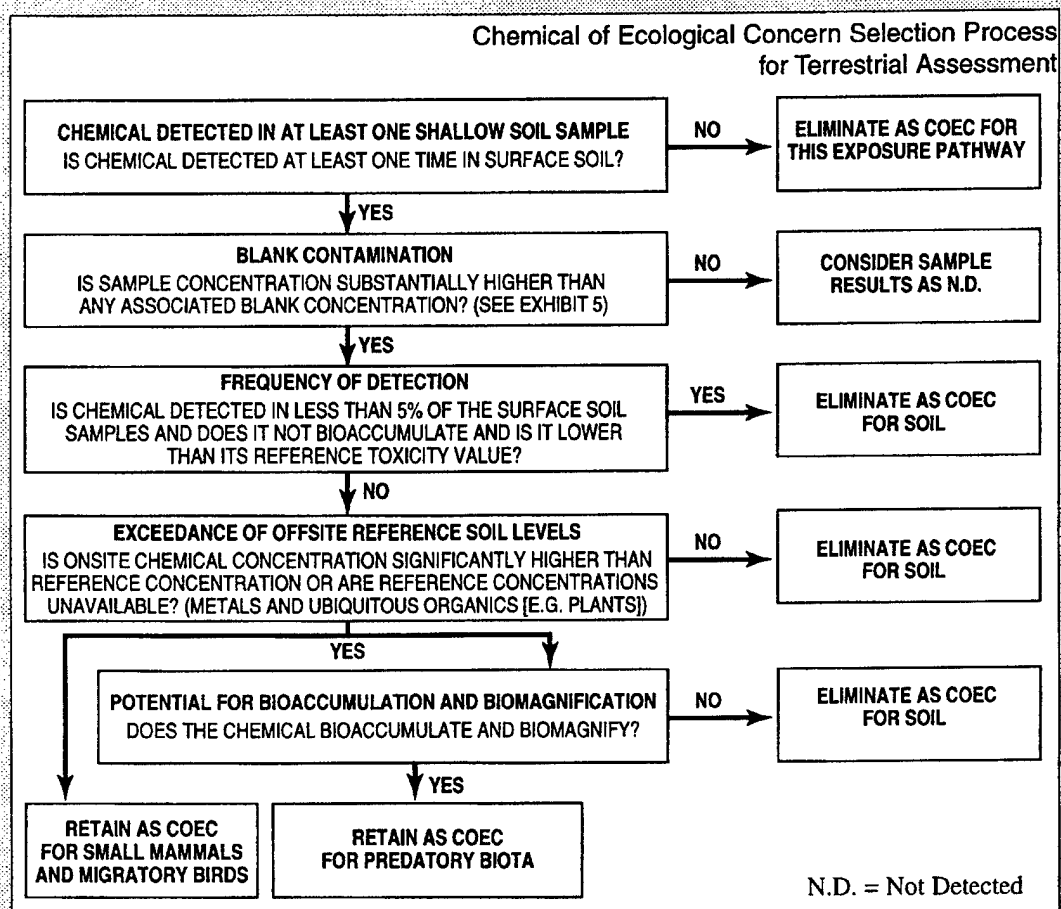 Chemical of Ecological Concern Selection Process
for Terrestrial Assessment
CHEMICAL DETECTED IN AT LEAST ONE SHALLOW SOIL SAMPLE
IS CHEMICAL DETECTED AT LEAST ONE TIME IN SURFACE SOIL?
NO
ELIMINATE AS COEC FOR
THIS EXPOSURE PATHWAY
YES
BLANK CONTAMINATION
IS SAMPLE CONCENTRATION SUBSTANTIALLY HIGHER THAN
ANY ASSOCIATED BLANK CONCENTRATION? (SEE EXHIBIT 5)
NO
CONSIDER SAMPLE
RESULTS AS N.D.
YES
FREQUENCY OF DETECTION
IS CHEMICAL DETECTED IN LESS THAN 5% OF THE SURFACE SOIL
SAMPLES AND DOES IT NOT BIOACCUMULATE AND IS IT LOWER
THAN ITS REFERENCE TOXICITY VALUE?
YES
ELIMINATE AS COEC
FOR SOIL
NO
EXCEEDANCE OF OFFSITE REFERENCE SOIL LEVELS
IS ONSITE CHEMICAL CONCENTRATION SIGNIFICANTLY HIGHER THAN
REFERENCE CONCENTRATION OR ARE REFERENCE CONCENTRATIONS
UNAVAILABLE? (METALS AND UBIQUITOUS ORGANICS [E.G. PLANTS])
NO
ELIMINATE AS COEC
FOR SOIL
YES
POTENTIAL FOR BIOACCUMULATION AND BIOMAGNIFICATION
DOES THE CHEMICAL BIOACCUMULATE AND BIOMAGNIFY?
NO
ELIMINATE AS COEC
FOR SOIL
YES
RETAIN AS COEC
FOR SMALL MAMMALS
AND MIGRATORY BIRDS
RETAIN AS COEC
FOR PREDATORY BIOTA
N.D. = Not Detected